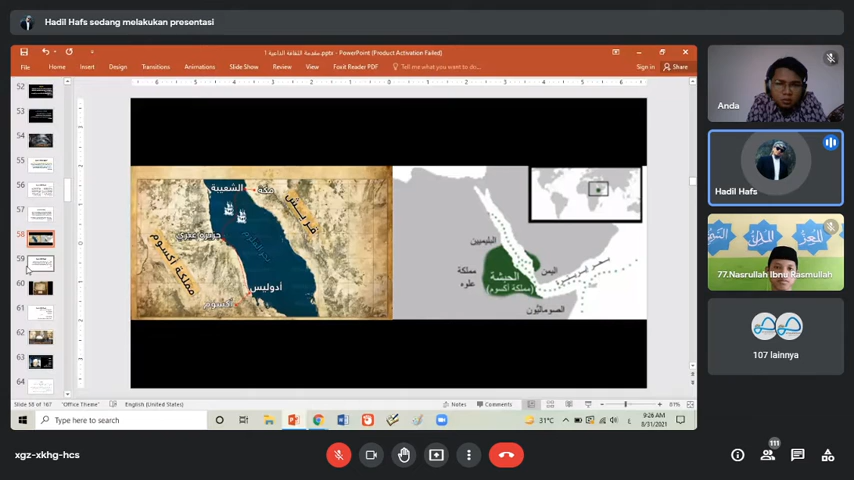 Hadil Hafs sedang melakukan presentasi
مقدمة الثقافة الداعية 1.pptx - PowerPoint (Product Activation Failed)
File Home Insert Design Transitions Animations Slide Show Review View Foxit Reader PDF Tell me what you want to do... Sign in Share
52
53
54
55
56
57
58
59
60
61
62
63
64
الشعيبة
مكة
قريش
مملكة اكسوم
أدوليس
أكسوم
البليميين
مملكة علوه
الحبشة
(مملكة أكسوم)
اليمن
الصوماليون
Slide 58 of 167 "Office Theme" English (United States) Notes Comments 81%
Type here to search
31°C
9:26 AM
8/31/2021
Anda
Hadil Hafs
77.Nasrullah Ibnu Rasmullah
107 lainnya
xgz-xkhg-hcs
111